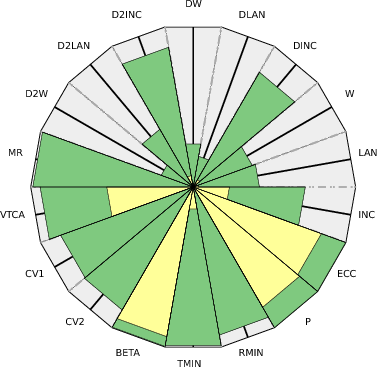 DW
DLAN
DINC
W
LAN
INC
ECC
P
RMIN
TMIN
BETA
CV2
CV1
VTCA
MR
D2W
D2LAN
D2INC